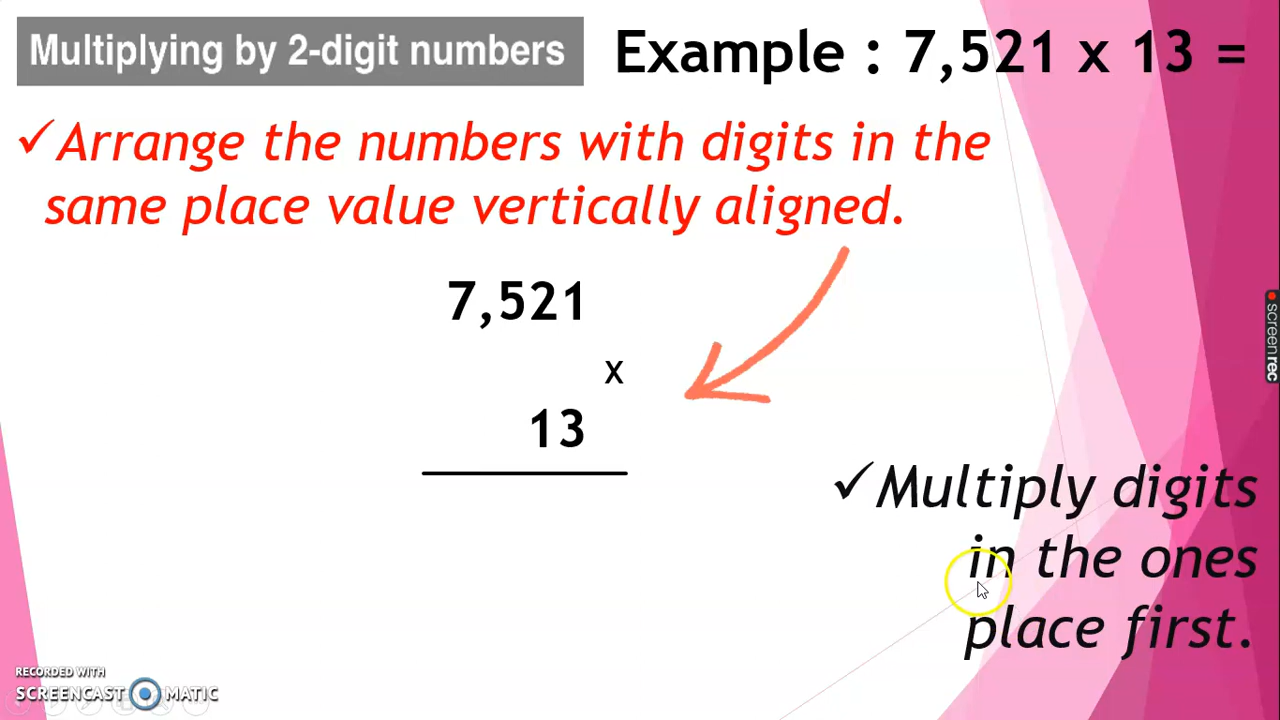 Multiplying by 2-digit numbers
Example : 7,521 x 13 =
✓Arrange the numbers with digits in the
same place value vertically aligned.
7,521
x
13
✓Multiply digits
in the ones
place first.
screenrec
RECORDED WITH
SCREENCAST MATIC